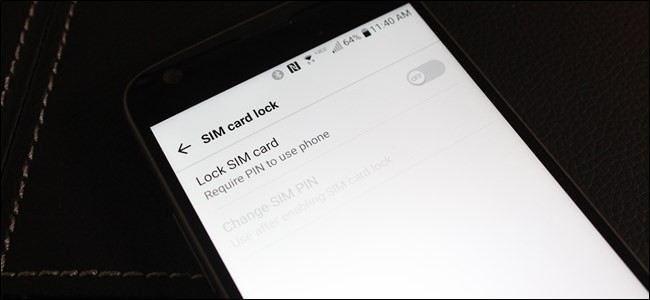 64% 11:40 AM
SIM card lock
OFF
Lock SIM card
Require PIN to use phone
Change SIM PIN
Use after enabling SIM card lock